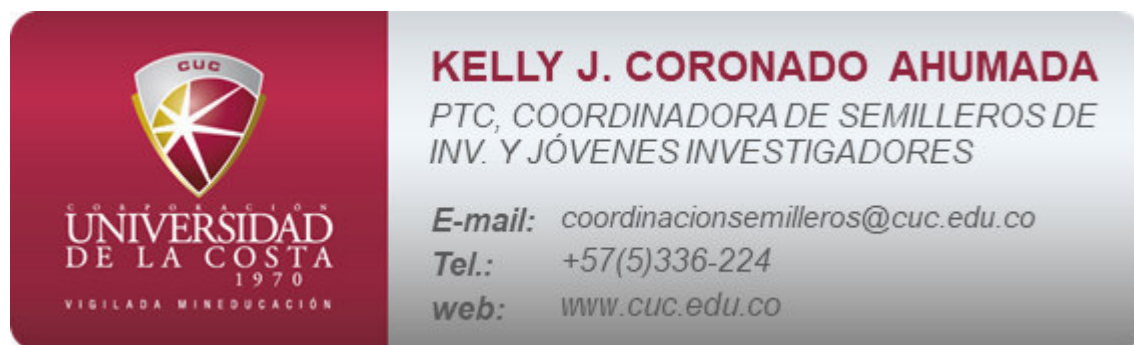 CUC
CORPORACIÓN
UNIVERSIDAD
DE LA COSTA
1970
VIGILADA MINEDUCACIÓN
KELLY J. CORONADO AHUMADA
PTC, COORDINADORA DE SEMILLEROS DE
INV. Y JÓVENES INVESTIGADORES
E-mail: coordinacionsemilleros@cuc.edu.co
Tel.: +57(5)336-224
web: www.cuc.edu.co